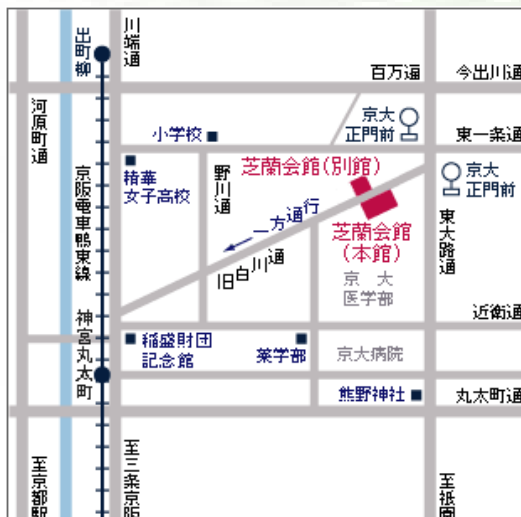 出町柳
川端通
百万通
今出川通
河原町通
小学校
京大
正門前
東一条通
精華
女子高校
野川通
芝蘭会館(別館)
京大
正門前
京阪電車鴨東線
一方通行
芝蘭会館
(本館)
東大路通
旧白川通
京大
医学部
近衛通
神宮丸太町
稲盛財団
記念館
薬学部
京大病院
熊野神社
丸太町通
至京都駅
至三条京阪
至祇園